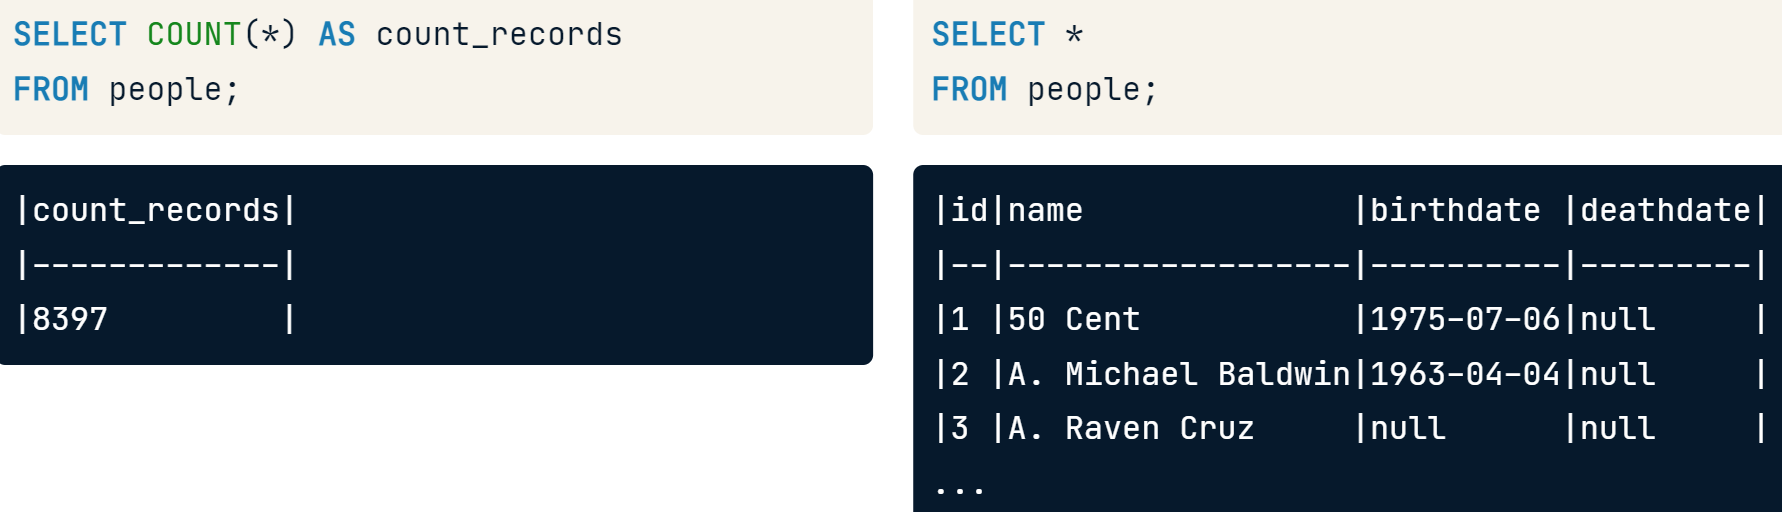 SELECT COUNT(*) AS count_records
FROM people;
|count_records|
|-------------|
|8397         |
SELECT *
FROM people;
|id|name              |birthdate |deathdate|
|--|------------------|----------|---------|
|1 |50 Cent           |1975-07-06|null     |
|2 |A. Michael Baldwin|1963-04-04|null     |
|3 |A. Raven Cruz     |null      |null     |
...